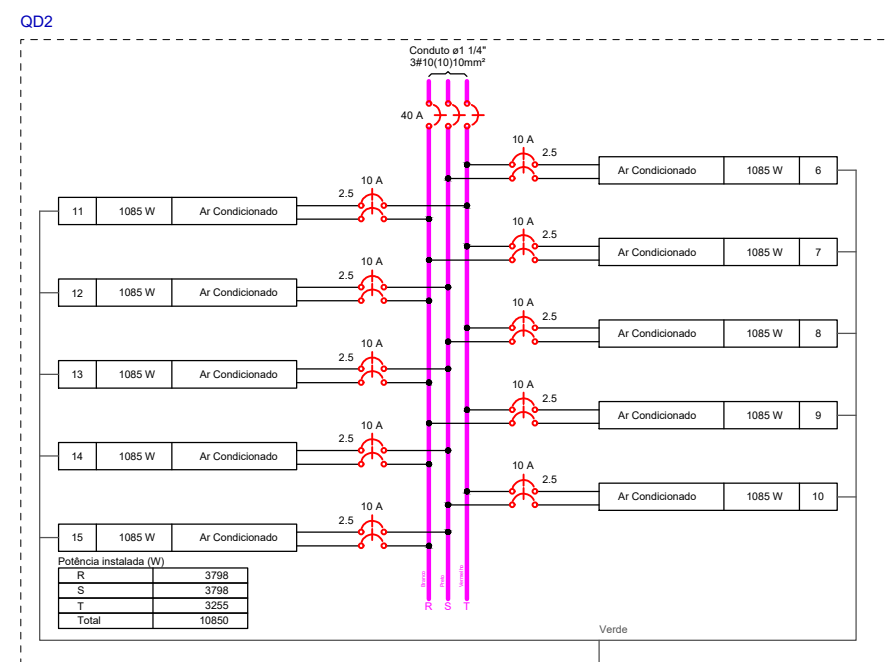 QD2
Conduto ø1 1/4"
3#10(10)10mm²
40 A
10 A
2.5
Ar Condicionado 1085 W 6
10 A
2.5
11 1085 W Ar Condicionado
10 A
2.5
Ar Condicionado 1085 W 7
10 A
2.5
12 1085 W Ar Condicionado
10 A
2.5
Ar Condicionado 1085 W 8
10 A
2.5
13 1085 W Ar Condicionado
10 A
2.5
Ar Condicionado 1085 W 9
10 A
2.5
14 1085 W Ar Condicionado
10 A
2.5
Ar Condicionado 1085 W 10
10 A
2.5
15 1085 W Ar Condicionado
Potência instalada (W)
R 3798
S 3798
T 3255
Total 10850
Branco
Preto
Vermelho
R S T
Verde